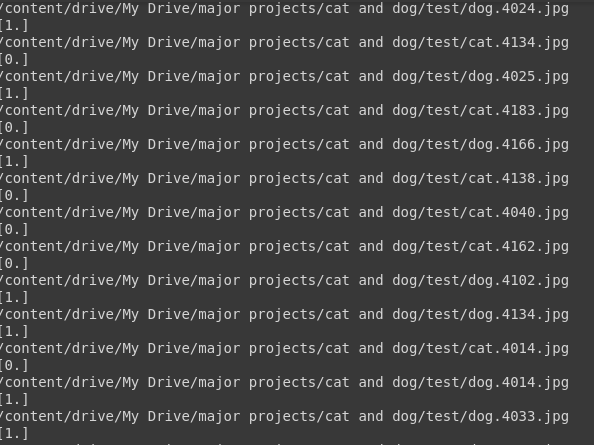 /content/drive/My Drive/major projects/cat and dog/test/dog.4024.jpg
[1.]
/content/drive/My Drive/major projects/cat and dog/test/cat.4134.jpg
[0.]
/content/drive/My Drive/major projects/cat and dog/test/dog.4025.jpg
[1.]
/content/drive/My Drive/major projects/cat and dog/test/cat.4183.jpg
[0.]
/content/drive/My Drive/major projects/cat and dog/test/dog.4166.jpg
[1.]
/content/drive/My Drive/major projects/cat and dog/test/cat.4138.jpg
[0.]
/content/drive/My Drive/major projects/cat and dog/test/cat.4040.jpg
[0.]
/content/drive/My Drive/major projects/cat and dog/test/cat.4162.jpg
[0.]
/content/drive/My Drive/major projects/cat and dog/test/dog.4102.jpg
[1.]
/content/drive/My Drive/major projects/cat and dog/test/dog.4134.jpg
[1.]
/content/drive/My Drive/major projects/cat and dog/test/cat.4014.jpg
[0.]
/content/drive/My Drive/major projects/cat and dog/test/dog.4014.jpg
[1.]
/content/drive/My Drive/major projects/cat and dog/test/dog.4033.jpg
[1.]